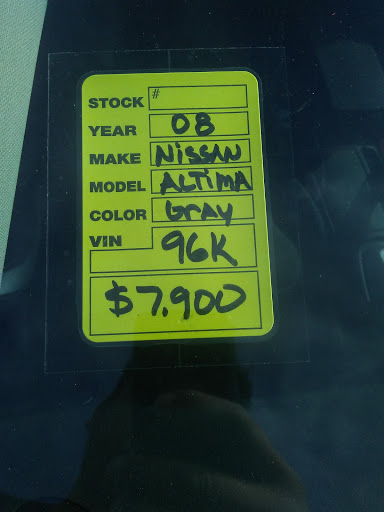 STOCK #
YEAR 08
MAKE NISSAN
MODEL ALTIMA
COLOR Gray
VIN 96K
$7,900